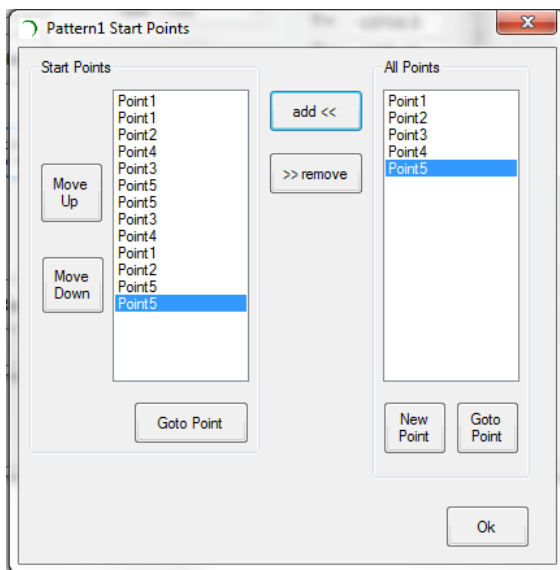 Pattern1 Start Points
Start Points
Point1
Point1
Point2
Point4
Point3
Point5
Point5
Point3
Point4
Point1
Point2
Point5
Point5
Move
Up
Move
Down
Goto Point
add <<
>> remove
All Points
Point1
Point2
Point3
Point4
Point5
New
Point
Goto
Point
Ok